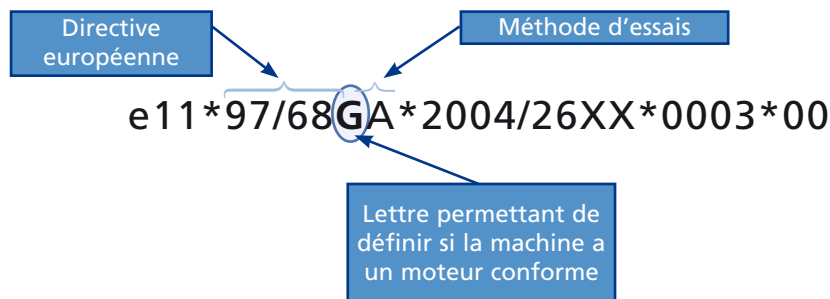 Directive
européenne
Méthode d'essais
e11*97/68GA*2004/26XX*0003*00
Lettre permettant de
définir si la machine a
un moteur conforme